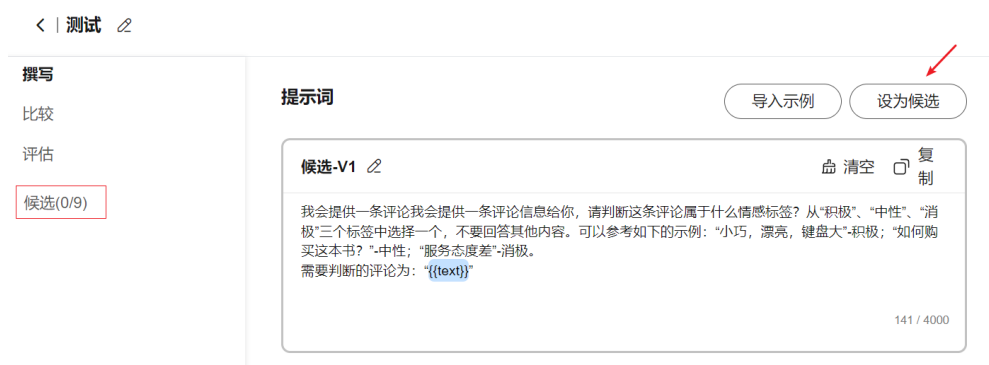 测试
撰写
比较
评估
候选(0/9)
提示词
导入示例
设为候选
候选-V1
清空
复
制
我会提供一条评论我会提供一条评论信息给你，请判断这条评论属于什么情感标签？从“积极”、“中性”、“消
极”三个标签中选择一个，不要回答其他内容。可以参考如下的示例：“小巧，漂亮，键盘大”-积极；“如何购
买这本书？”-中性；“服务态度差”-消极。
需要判断的评论为：“{{text}}”
141 / 4000